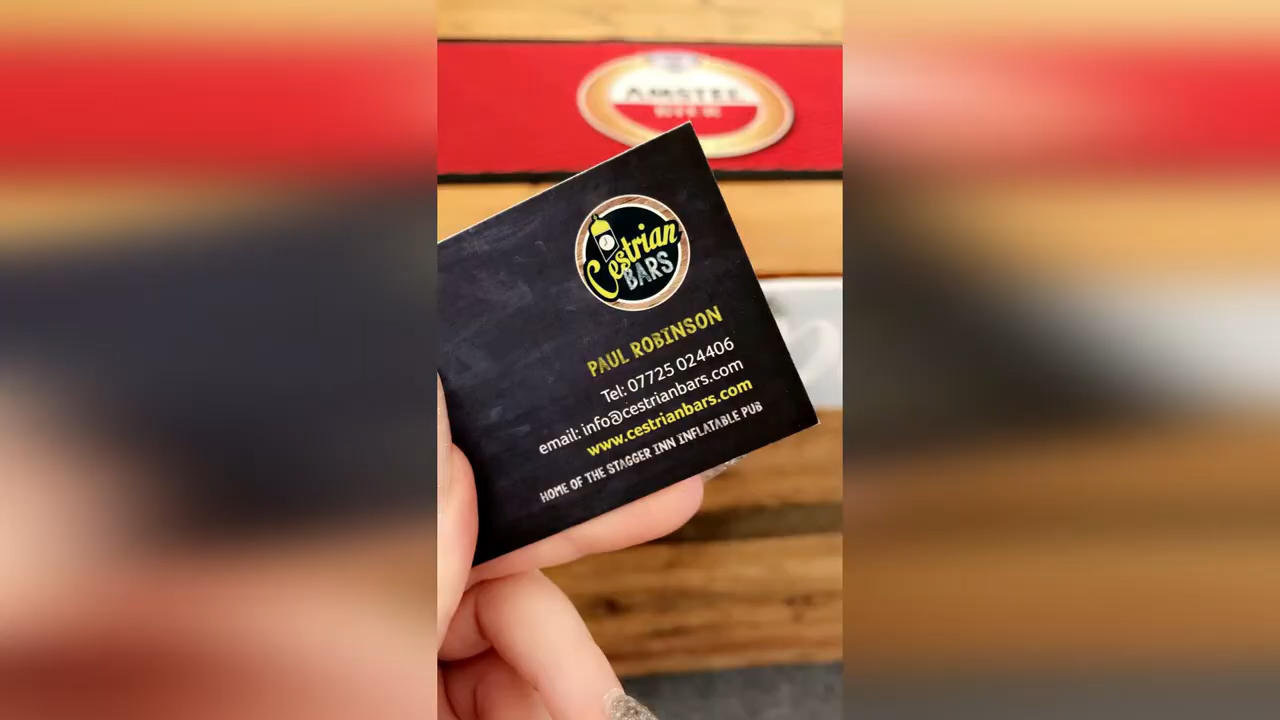 AMSTEL
BEER
Cestrian
BARS
PAUL ROBINSON
Tel: 07725 024406
email: info@cestrianbars.com
www.cestrianbars.com
HOME OF THE STAGGER INN INFLATABLE PUB